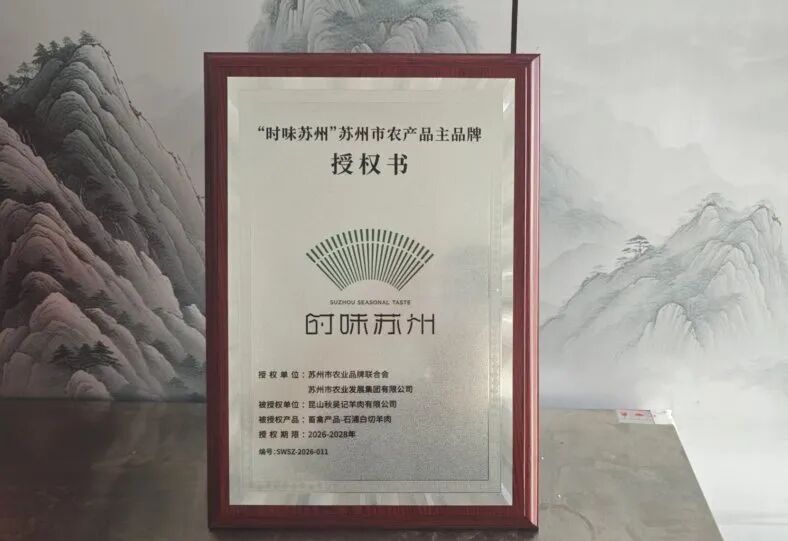 “时味苏州”苏州市农产品主品牌
授权书
SUZHOU SEASONAL TASTE
时味苏州
授权单位：苏州市农业品牌联合会
苏州市农业发展集团有限公司
被授权单位：昆山秋吴记羊肉有限公司
被授权产品：畜禽产品-石浦白切羊肉
授权期限：2026-2028年
编号：SWSZ-2026-011